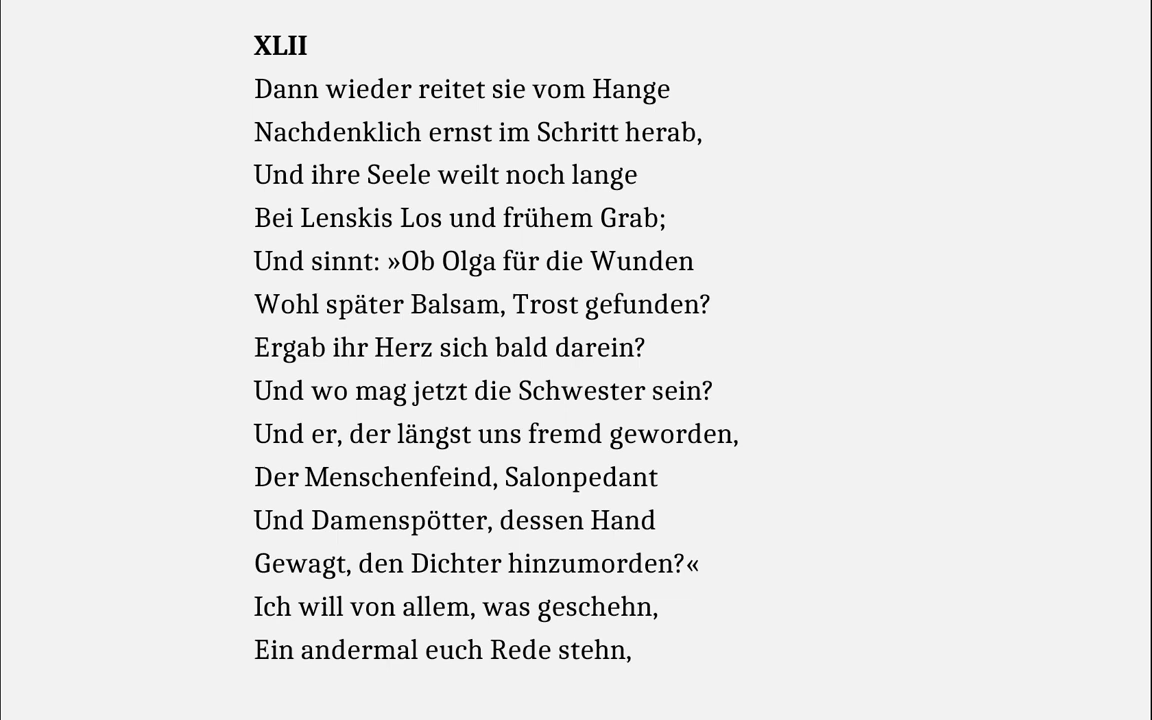 XLII
Dann wieder reitet sie vom Hange
Nachdenklich ernst im Schritt herab,
Und ihre Seele weilt noch lange
Bei Lenskis Los und frühem Grab;
Und sinnt: »Ob Olga für die Wunden
Wohl später Balsam, Trost gefunden?
Ergab ihr Herz sich bald darein?
Und wo mag jetzt die Schwester sein?
Und er, der längst uns fremd geworden,
Der Menschenfeind, Salonpedant
Und Damenspötter, dessen Hand
Gewagt, den Dichter hinzumorden?«
Ich will von allem, was geschehn,
Ein andermal euch Rede stehn,